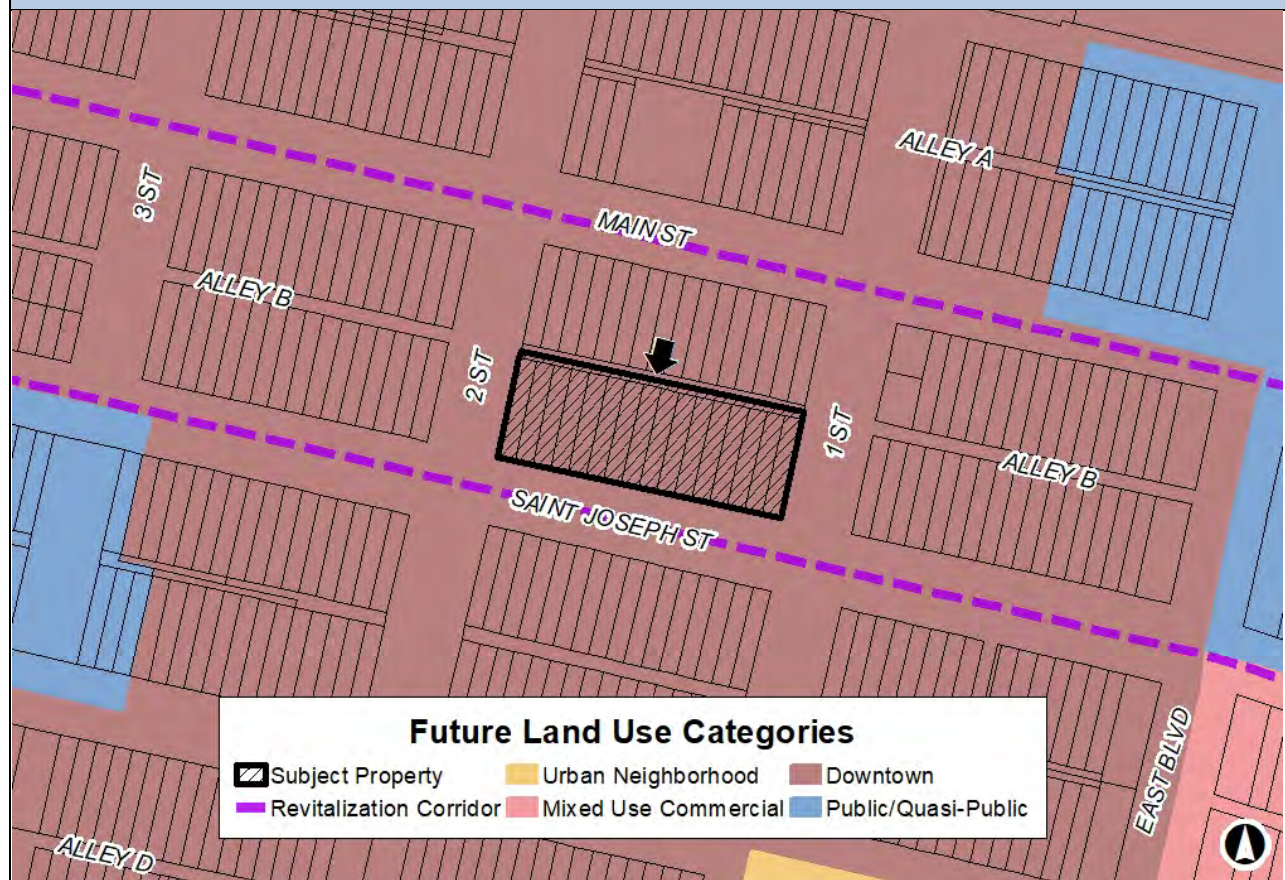 ALLEY A
3 ST
MAIN ST
ALLEY B
2 ST
1 ST
ALLEY B
SAINT JOSEPH ST
EAST BLVD
ALLEY D
Future Land Use Categories
Subject Property Urban Neighborhood Downtown
Revitalization Corridor Mixed Use Commercial Public/Quasi-Public